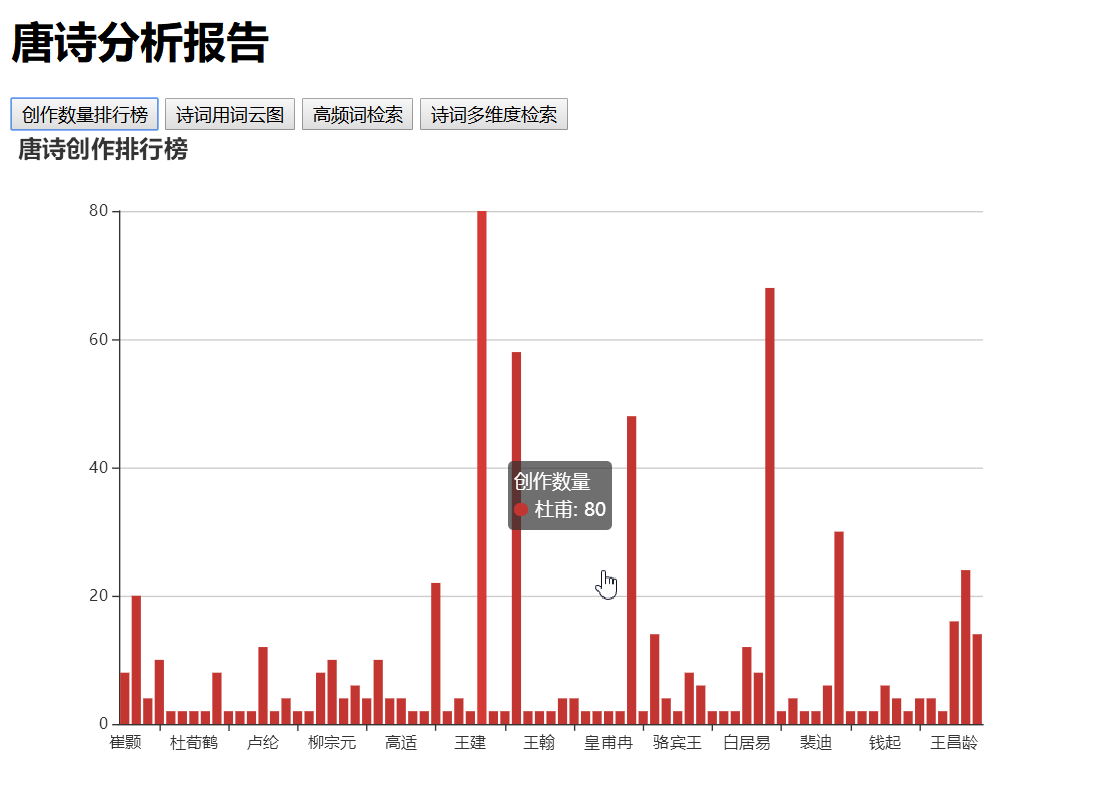 唐诗分析报告
创作数量排行榜 诗词用词云图 高频词检索 诗词多维度检索
唐诗创作排行榜
80
60
40
创作数量
杜甫: 80
20
0
崔颢 杜荀鹤 卢纶 柳宗元 高适 王建 王翰 皇甫冉 骆宾王 白居易 裴迪 钱起 王昌龄